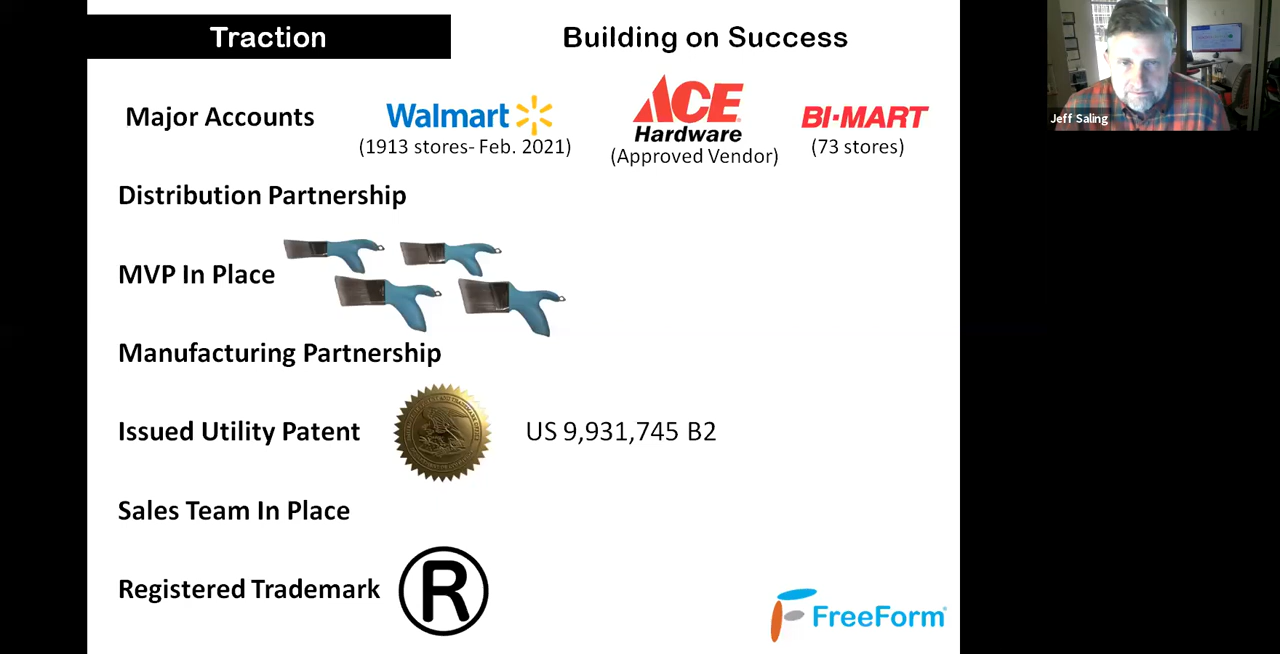 Traction
Building on Success
Major Accounts
Walmart
(1913 stores- Feb. 2021)
ACE
Hardware
(Approved Vendor)
BI-MART
(73 stores)
Distribution Partnership
MVP In Place
Manufacturing Partnership
Issued Utility Patent
US 9,931,745 B2
Sales Team In Place
Registered Trademark
®
FreeForm®
Jeff Saling